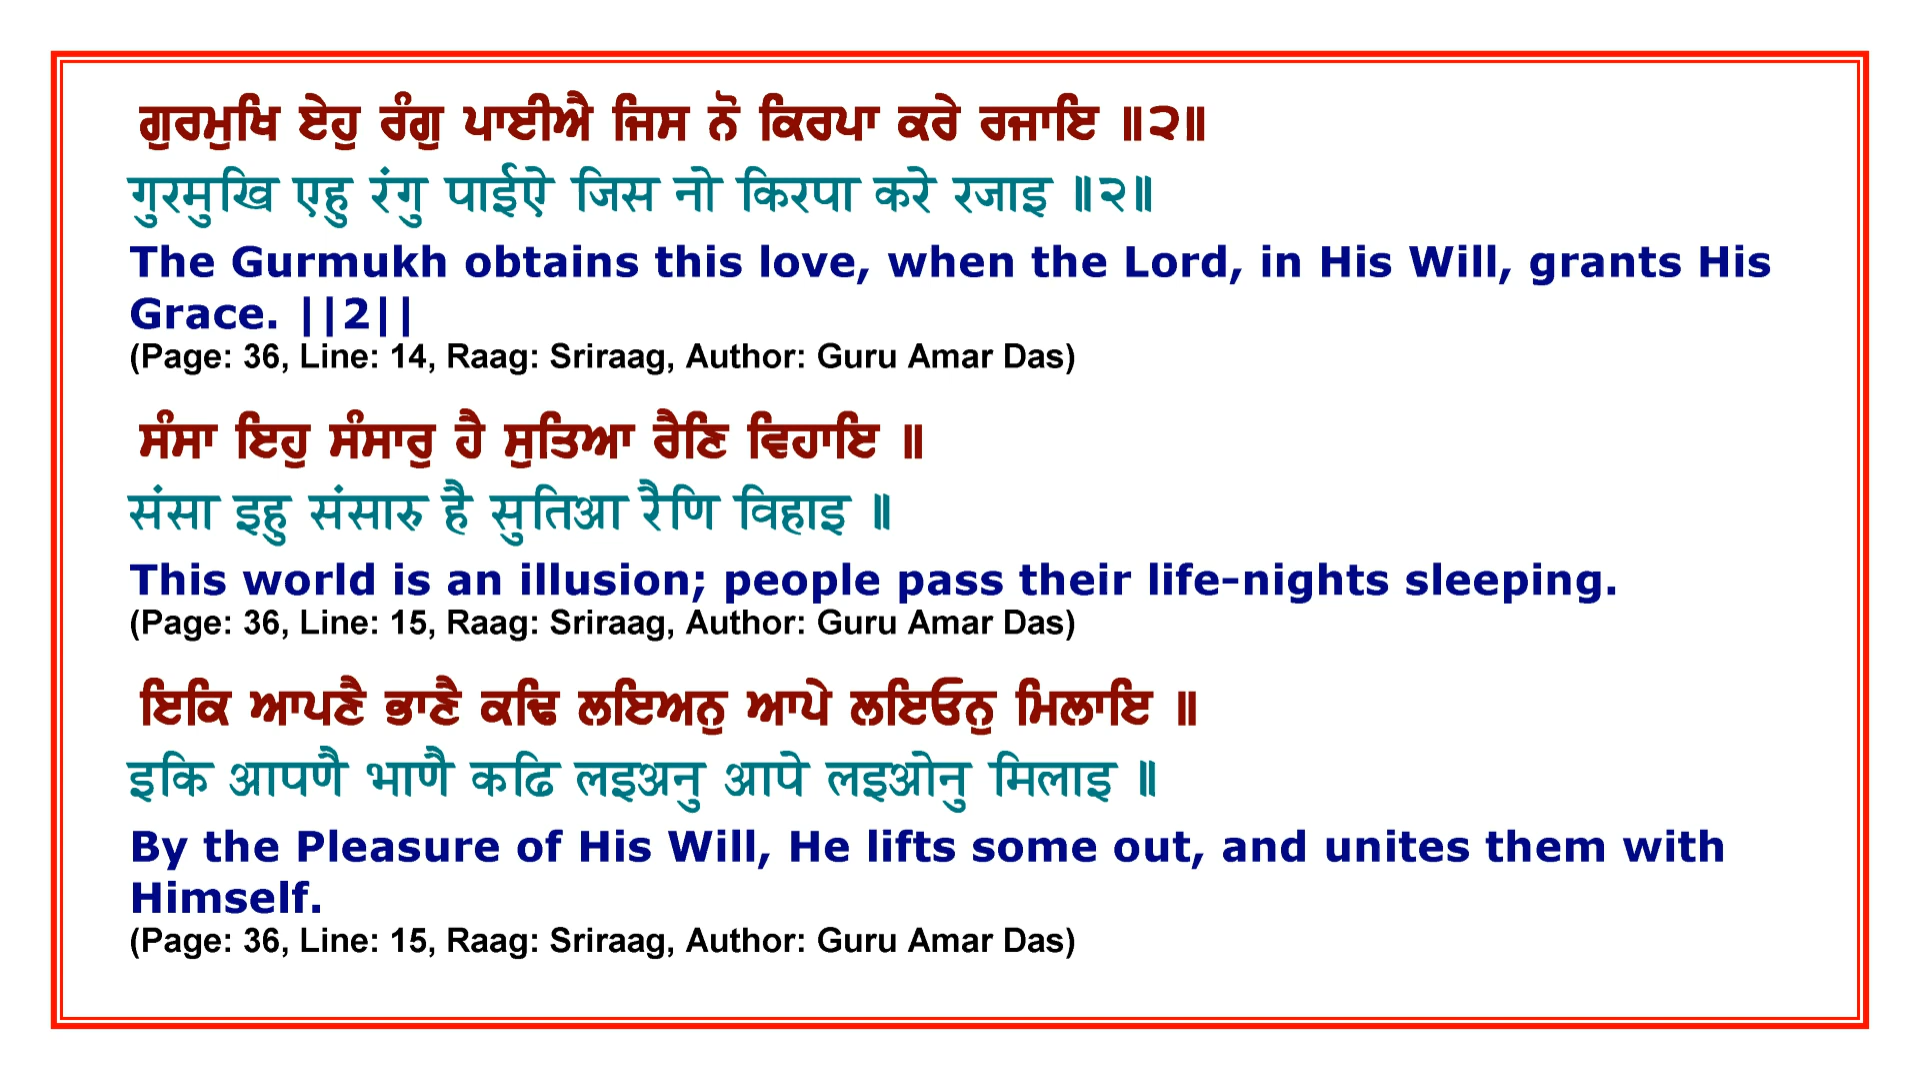 ਗੁਰਮੁਖਿ ਏਹੁ ਰੰਗੁ ਪਾਈਐ ਜਿਸ ਨੋ ਕਿਰਪਾ ਕਰੇ ਰਜਾਇ ॥੨॥
गुरमुखि एहु रंगु पाईऐ जिस नो किरपा करे रजाइ ॥२॥
The Gurmukh obtains this love, when the Lord, in His Will, grants His
Grace. ||2||
(Page: 36, Line: 14, Raag: Sriraag, Author: Guru Amar Das)
ਸੰਸਾ ਇਹੁ ਸੰਸਾਰੁ ਹੈ ਸੁਤਿਆ ਰੈਣਿ ਵਿਹਾਇ ॥
संसा इहु संसारु है सुतिआ रैणि विहाइ ॥
This world is an illusion; people pass their life-nights sleeping.
(Page: 36, Line: 15, Raag: Sriraag, Author: Guru Amar Das)
ਇਕਿ ਆਪਣੈ ਭਾਣੈ ਕਢਿ ਲਇਅਨੁ ਆਪੇ ਲਇਓਨੁ ਮਿਲਾਇ ॥
इकि आपणै भाणै कढि लइअनु आपे लइओनु मिलाइ ॥
By the Pleasure of His Will, He lifts some out, and unites them with
Himself.
(Page: 36, Line: 15, Raag: Sriraag, Author: Guru Amar Das)